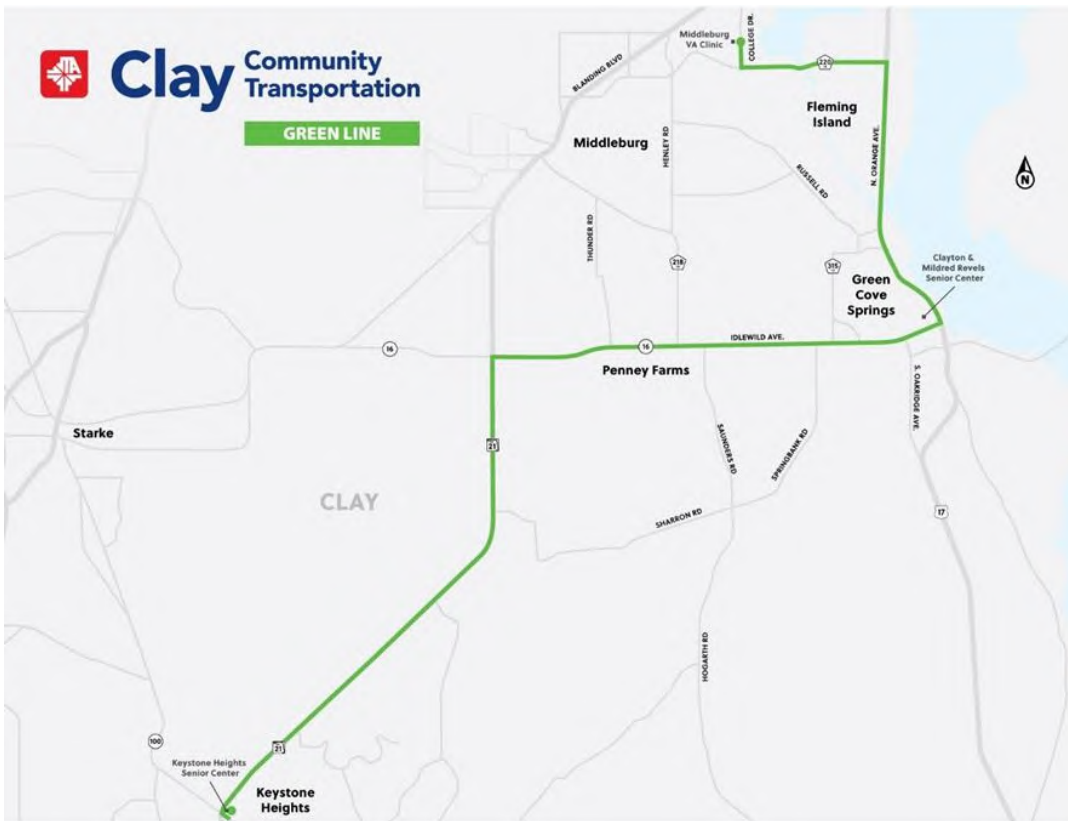 JTA
Clay Community
Transportation
GREEN LINE
Middleburg
VA Clinic
COLLEGE DR.
220
BLANDING BLVD
Fleming
Island
Middleburg
HENLEY RD
N. ORANGE AVE.
RUSSELL RD
N
THUNDER RD
218
315
Clayton &
Mildred Revels
Senior Center
Green
Cove
Springs
16
16
IDLEWILD AVE.
Penney Farms
S. OAKRIDGE AVE.
Starke
21
SAUNDERS RD
SPRINGBANK RD
CLAY
SHARRON RD
17
HOGARTH RD
100
21
Keystone Heights
Senior Center
Keystone
Heights